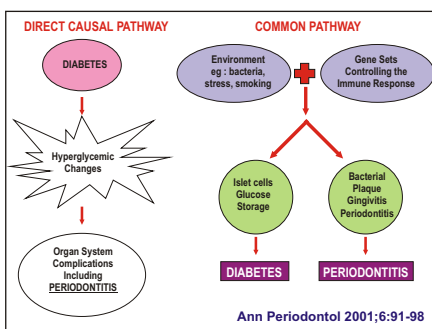 DIRECT CAUSAL PATHWAY
DIABETES
Hyperglycemic
Changes
Organ System
Complications
Including
PERIODONTITIS
COMMON PATHWAY
Environment
eg : bacteria,
stress, smoking
Gene Sets
Controlling the
Immune Response
Islet cells
Glucose
Storage
Bacterial
Plaque
Gingivitis
Periodontitis
DIABETES
PERIODONTITIS
Ann Periodontol 2001;6:91-98